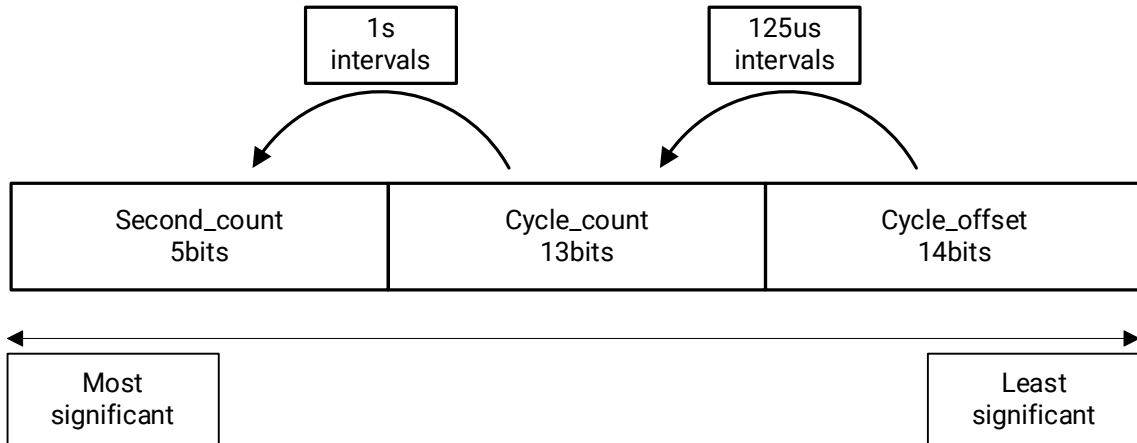 1s
intervals
125us
intervals
Second_count
5bits
Cycle_count
13bits
Cycle_offset
14bits
Most
significant
Least
significant